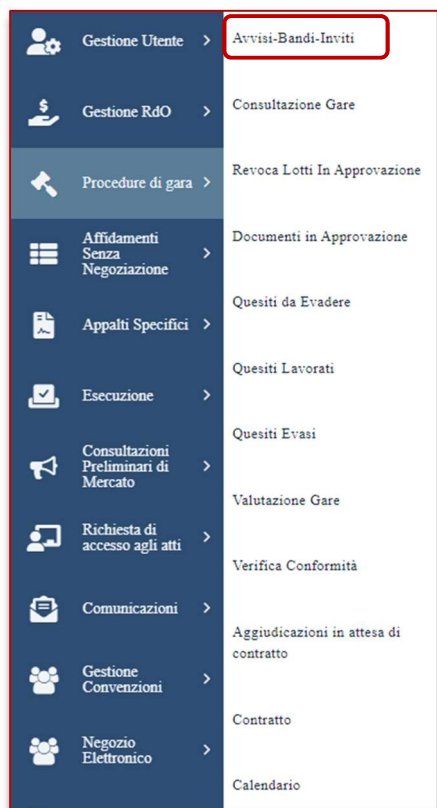 Gestione Utente
Gestione RdO
Procedure di gara
Affidamenti
Senza
Negoziazione
Appalti Specifici
Esecuzione
Consultazioni
Preliminari di
Mercato
Richiesta di
accesso agli atti
Comunicazioni
Gestione
Convenzioni
Negozio
Elettronico
Avvisi-Bandi-Inviti
Consultazione Gare
Revoca Lotti In Approvazione
Documenti in Approvazione
Quesiti da Evadere
Quesiti Lavorati
Quesiti Evasi
Valutazione Gare
Verifica Conformità
Aggiudicazioni in attesa di
contratto
Contratto
Calendario